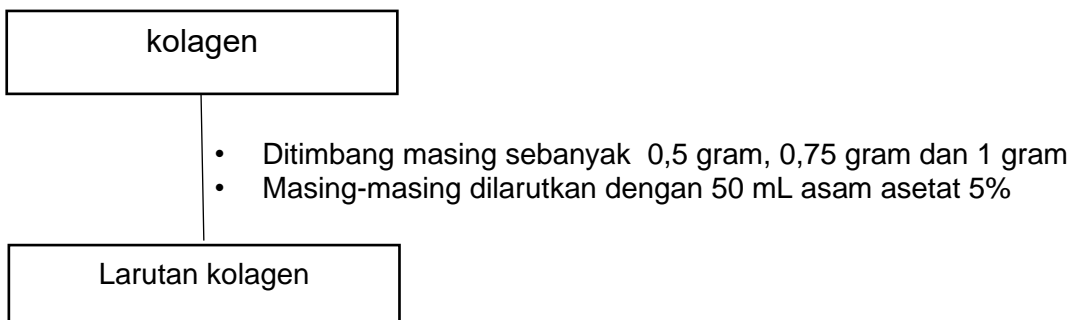 kolagen
• Ditimbang masing sebanyak 0,5 gram, 0,75 gram dan 1 gram
• Masing-masing dilarutkan dengan 50 mL asam asetat 5%
Larutan kolagen